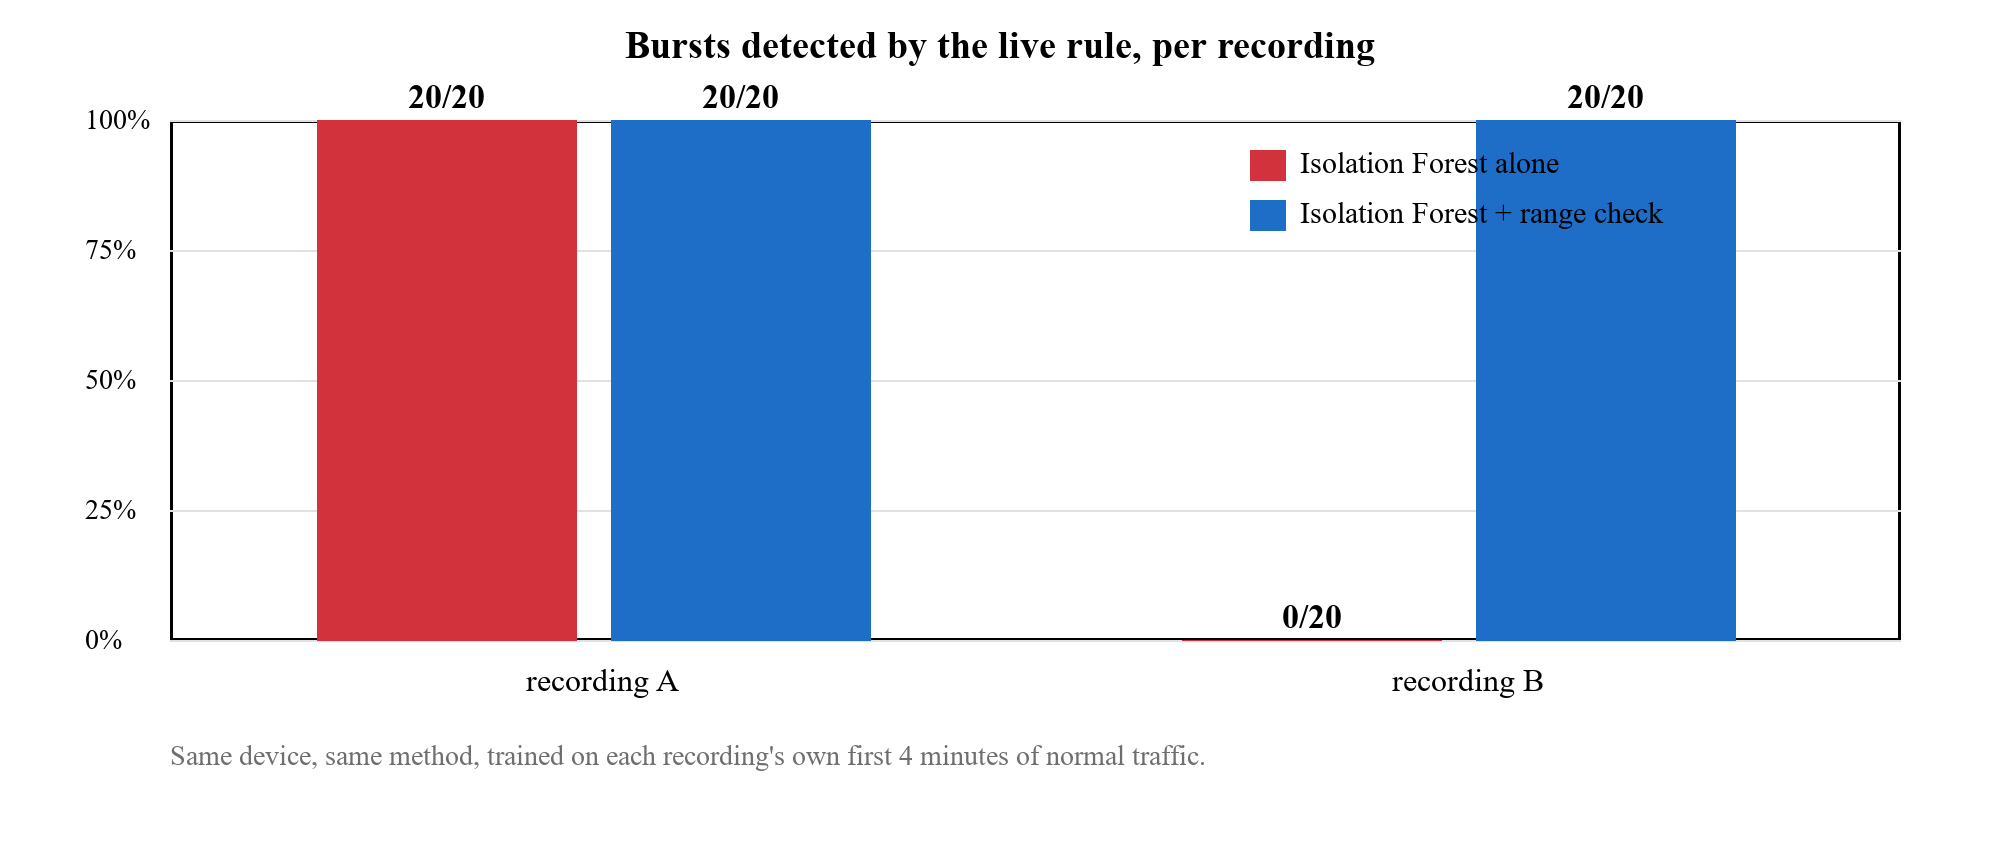 Bursts detected by the live rule, per recording
20/20 20/20 20/20
100%
Isolation Forest alone
Isolation Forest + range check
75%
50%
25%
0/20
0%
recording A recording B
Same device, same method, trained on each recording's own first 4 minutes of normal traffic.